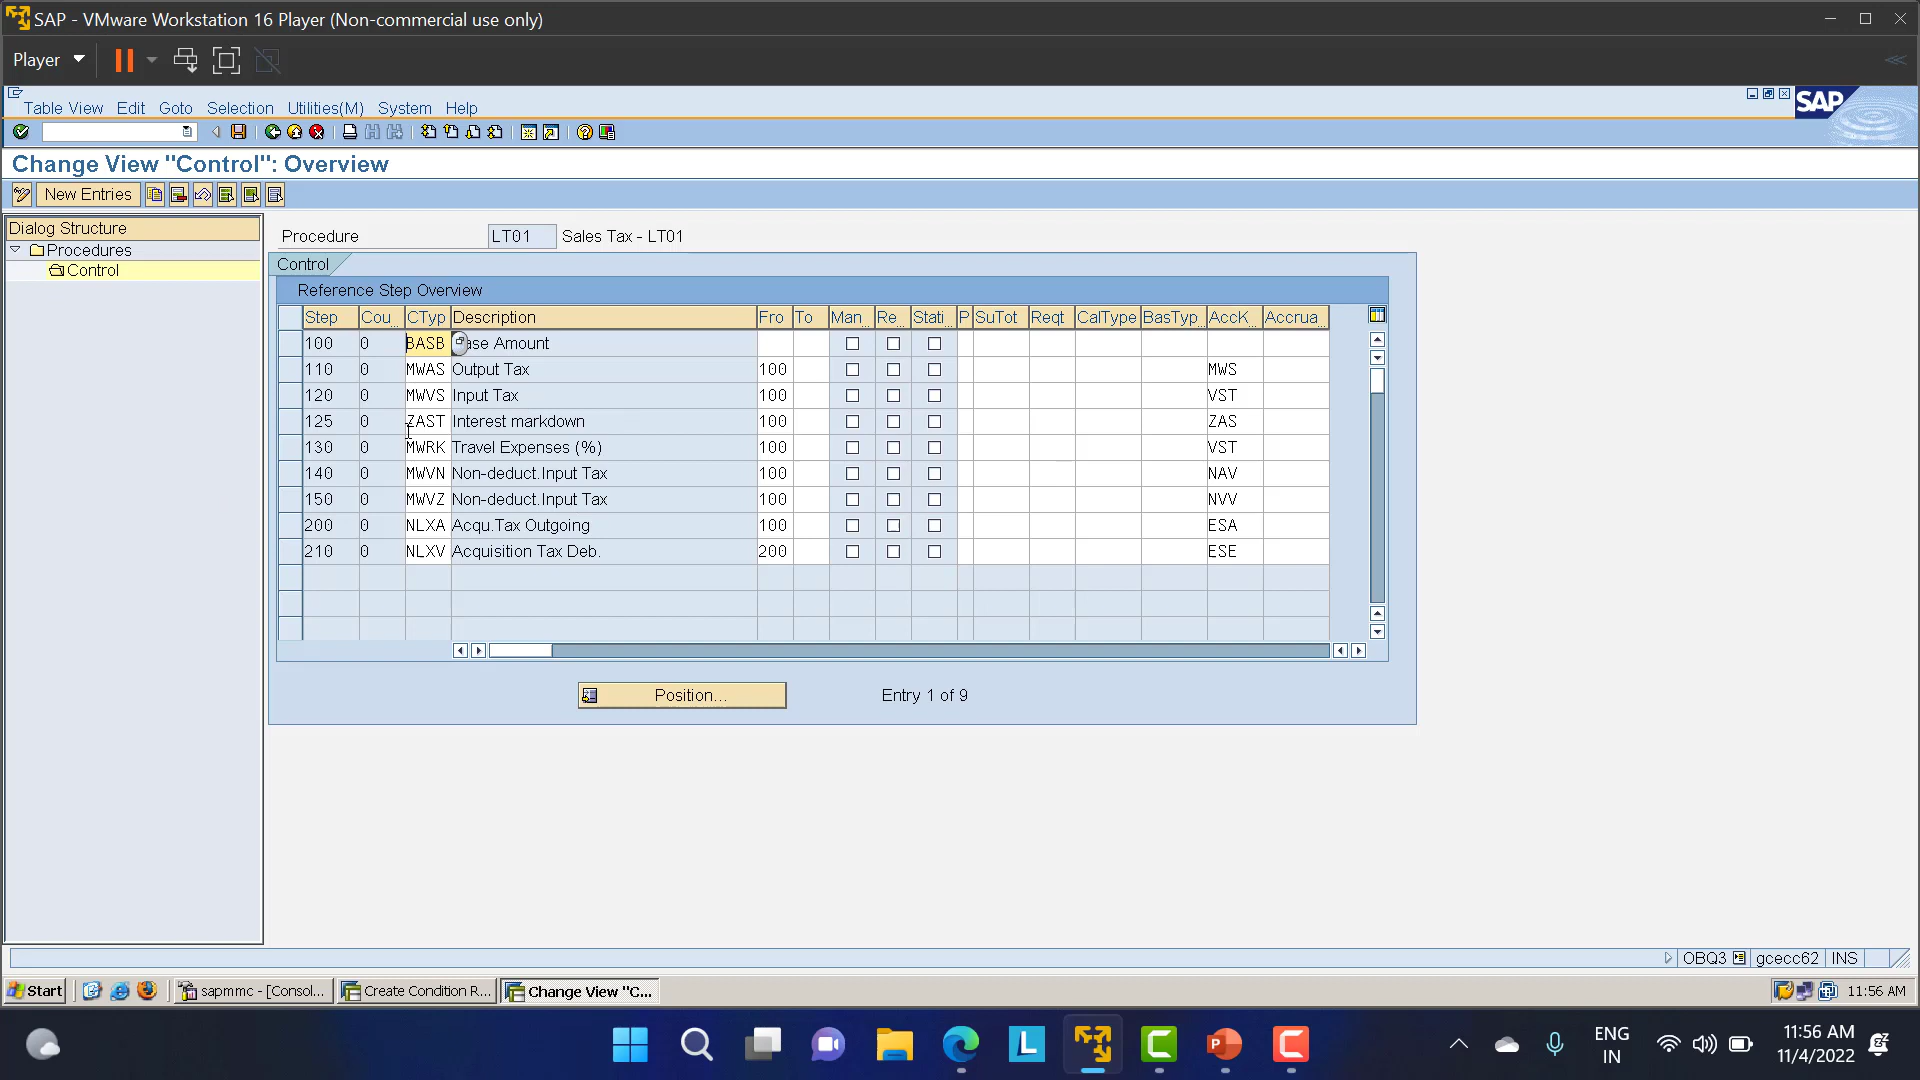 SAP - VMware Workstation 16 Player (Non-commercial use only)
Player
Table View Edit Goto Selection Utilities(M) System Help
SAP
Change View "Control": Overview
New Entries
Dialog Structure
Procedures
Control
Procedure LT01 Sales Tax - LT01
Control
Reference Step Overview
Step Cou... CTyp Description Fro To Man... Re... Stati... P SuTot Reqt CalType BasTyp... AccK... Accrua...
100 0 BASB ase Amount
110 0 MWAS Output Tax 100 MWS
120 0 MWVS Input Tax 100 VST
125 0 ZAST Interest markdown 100 ZAS
130 0 MWRK Travel Expenses (%) 100 VST
140 0 MWVN Non-deduct.Input Tax 100 NAV
150 0 MWVZ Non-deduct.Input Tax 100 NVV
200 0 NLXA Acqu.Tax Outgoing 100 ESA
210 0 NLXV Acquisition Tax Deb. 200 ESE
Position... Entry 1 of 9
OBQ3 gcecc62 INS
Start sapmmc - [Consol... Create Condition R... Change View "C... 11:56 AM
L P
ENG
IN
11:56 AM
11/4/2022